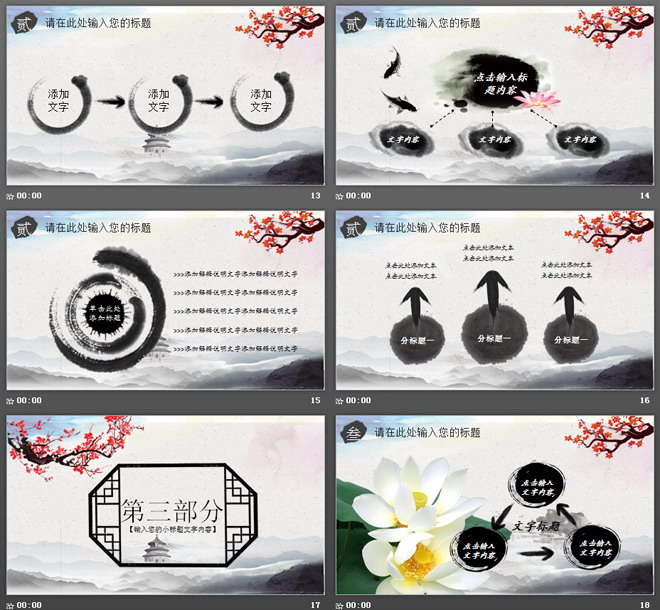 贰
请在此处输入您的标题
添加
文字
添加
文字
添加
文字
00:00
13
贰
请在此处输入您的标题
点击输入标
题内容
文字内容
文字内容
文字内容
00:00
14
贰
请在此处输入您的标题
单击此处
添加标题
>>>添加解释说明文字添加解释说明文字
>>>添加解释说明文字添加解释说明文字
>>>添加解释说明文字添加解释说明文字
>>>添加解释说明文字添加解释说明文字
>>>添加解释说明文字添加解释说明文字
00:00
15
贰
请在此处输入您的标题
点击此处添加文本
点击此处添加文本
点击此处添加文本
点击此处添加文本
点击此处添加文本
点击此处添加文本
分标题一
分标题一
分标题一
00:00
16
第三部分
【输入您的小标题文字内容】
00:00
17
叁
请在此处输入您的标题
点击输入
文字内容
文字标题
点击输入
文字内容
点击输入
文字内容
00:00
18